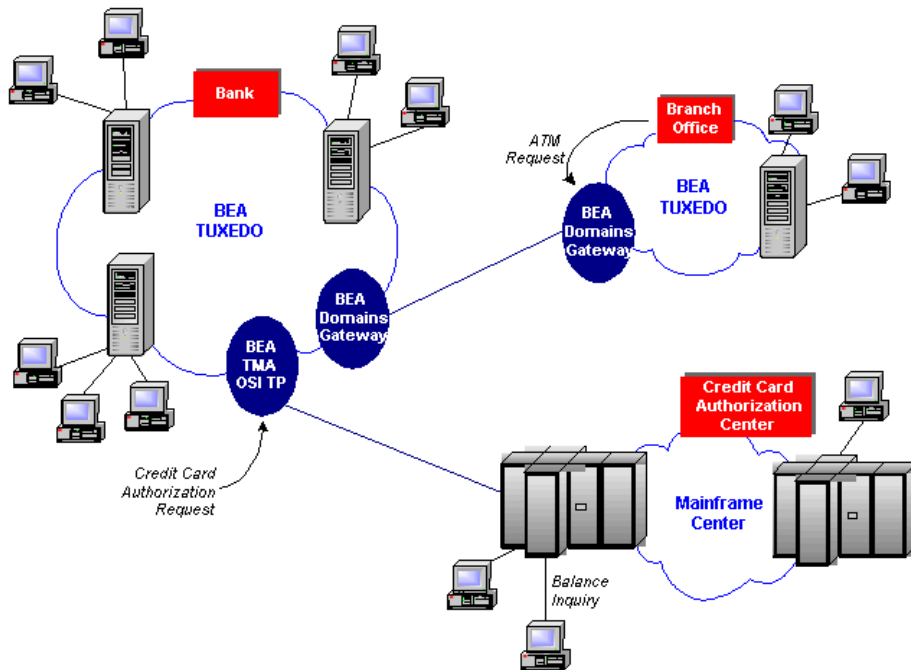 Bank
BEA
TUXEDO
BEA
Domains
Gateway
BEA
TMA
OSI TP
Credit Card
Authorization
Request
ATM
Request
Branch
Office
BEA
TUXEDO
BEA
Domains
Gateway
Credit Card
Authorization
Center
Mainframe
Center
Balance
Inquiry